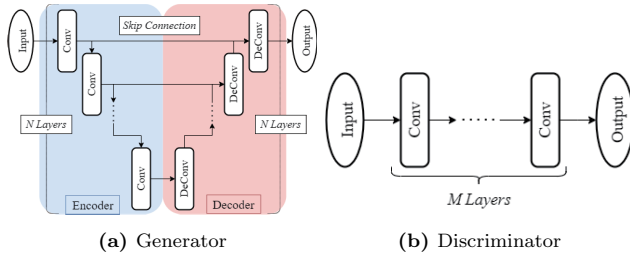 Skip Connection
Input
Conv
DeConv
Output
Conv
DeConv
N Layers
N Layers
Conv
DeConv
Encoder
Decoder
(a) Generator
Input
Conv
Conv
Output
M Layers
(b) Discriminator